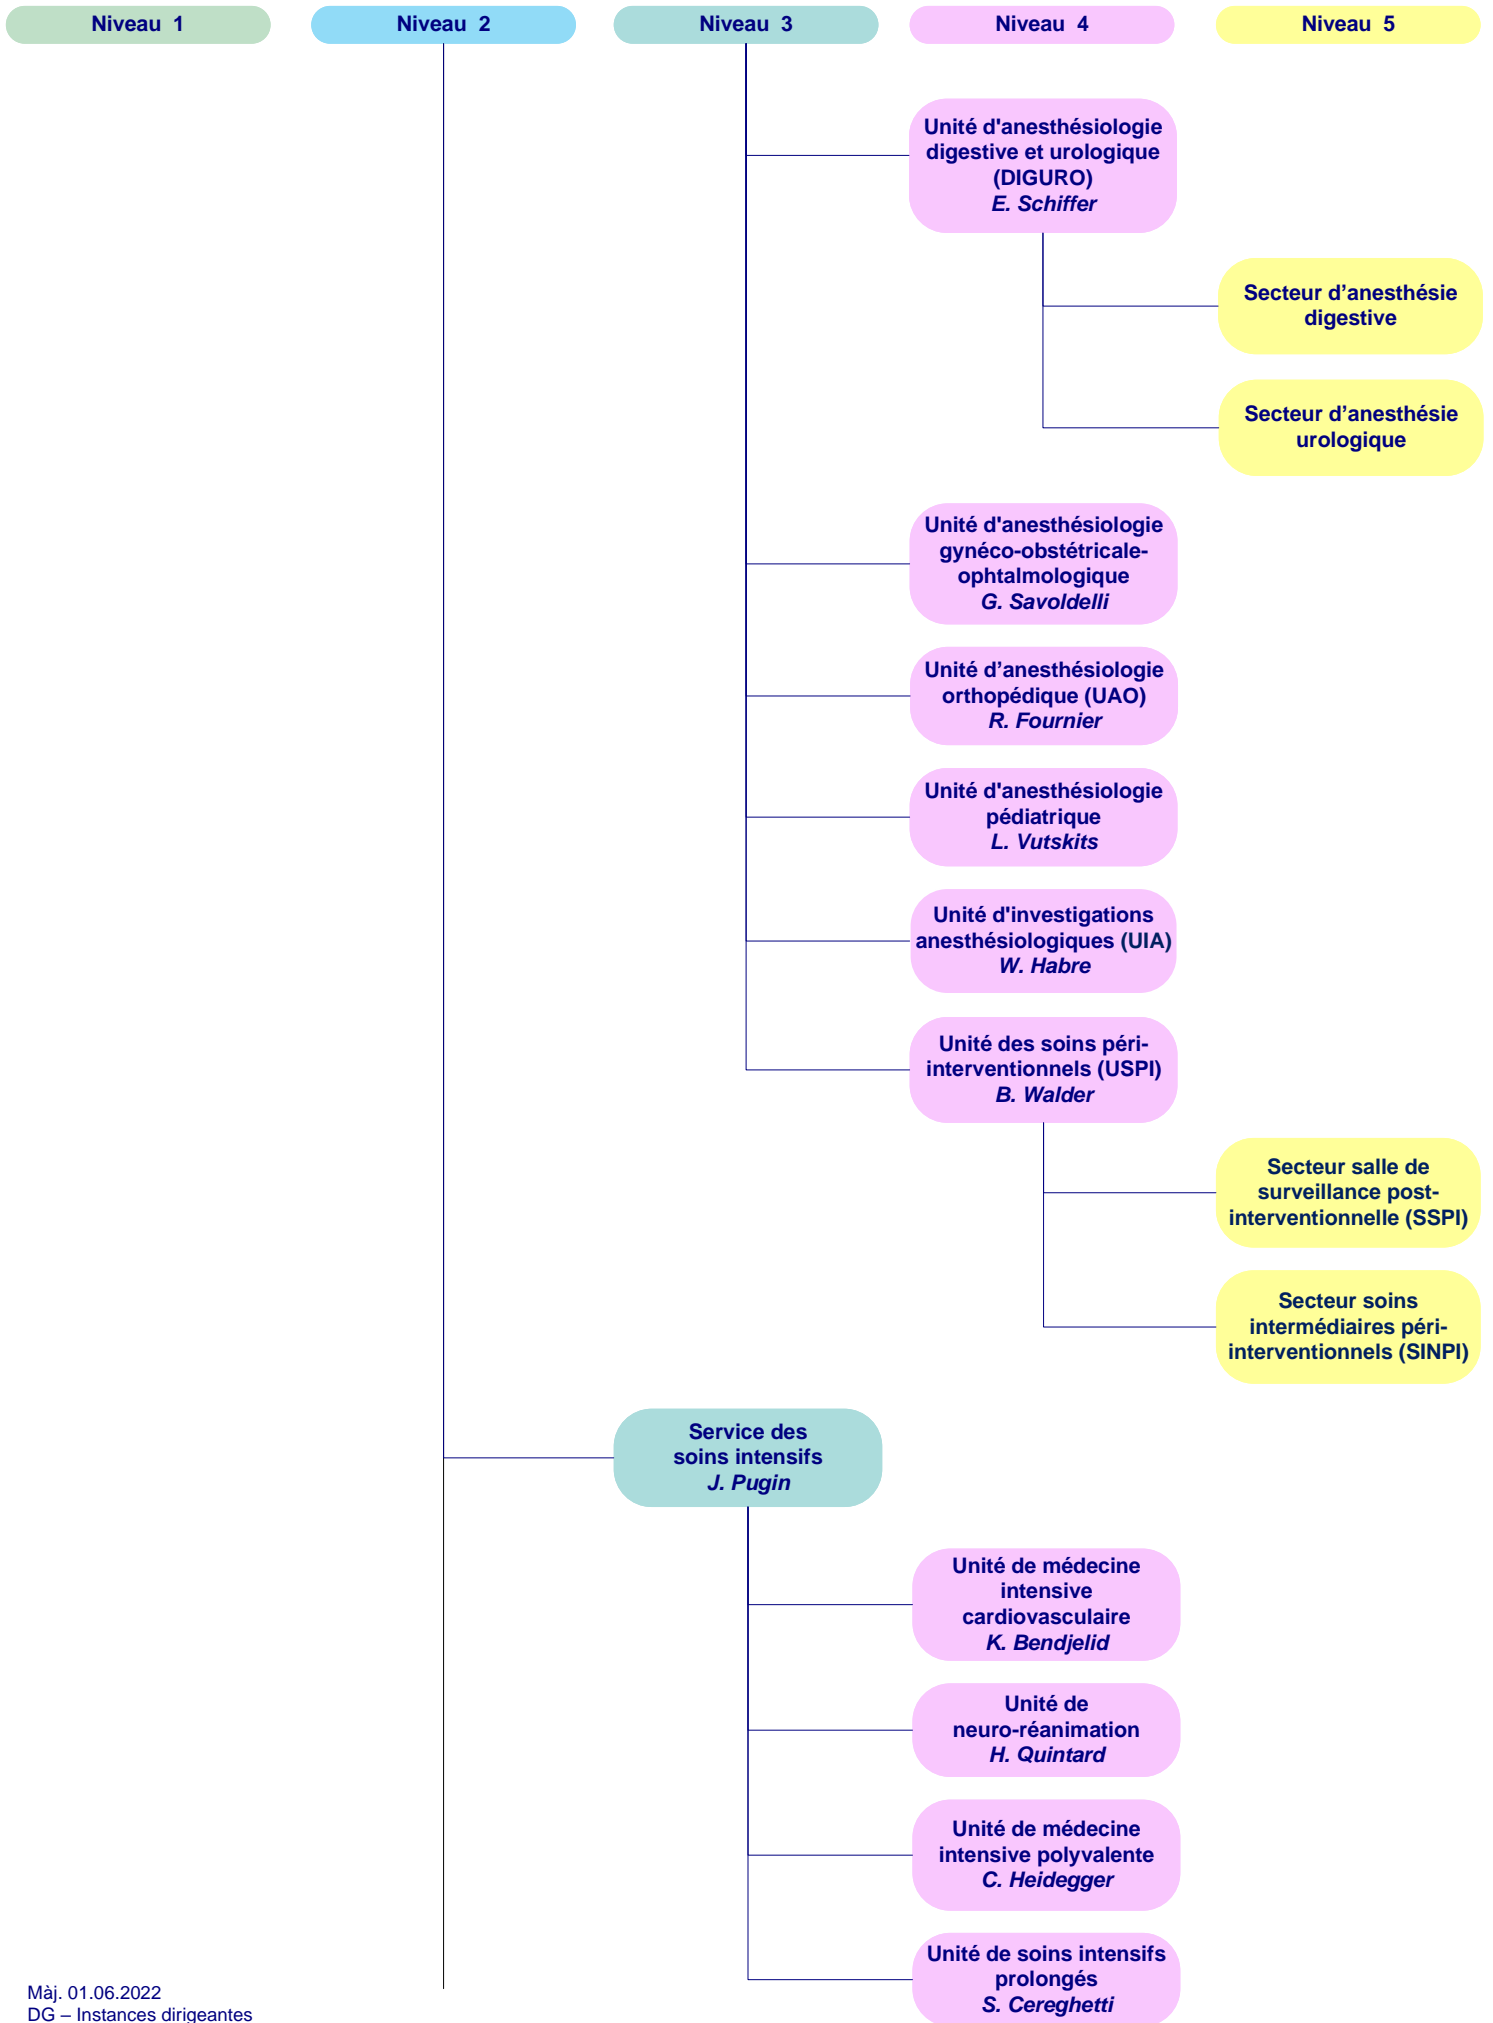 Niveau 1
Niveau 2
Niveau 3
Niveau 4
Niveau 5
Unité d'anesthésiologie
digestive et urologique
(DIGURO)
E. Schiffer
Secteur d’anesthésie
digestive
Secteur d’anesthésie
urologique
Unité d'anesthésiologie
gynéco-obstétricale-
ophtalmologique
G. Savoldelli
Unité d’anesthésiologie
orthopédique (UAO)
R. Fournier
Unité d'anesthésiologie
pédiatrique
L. Vutskits
Unité d'investigations
anesthésiologiques (UIA)
W. Habre
Unité des soins péri-
interventionnels (USPI)
B. Walder
Secteur salle de
surveillance post-
interventionnelle (SSPI)
Secteur soins
intermédiaires péri-
interventionnels (SINPI)
Service des
soins intensifs
J. Pugin
Unité de médecine
intensive
cardiovasculaire
K. Bendjelid
Unité de
neuro-réanimation
H. Quintard
Unité de médecine
intensive polyvalente
C. Heidegger
Unité de soins intensifs
prolongés
S. Cereghetti
Màj. 01.06.2022
DG – Instances dirigeantes